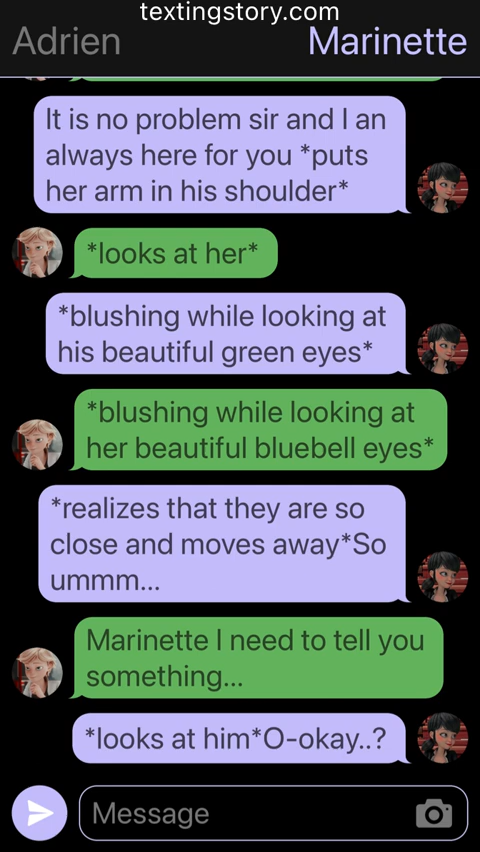 textingstory.com
Adrien
Marinette
It is no problem sir and I an
always here for you *puts
her arm in his shoulder*
*looks at her*
*blushing while looking at
his beautiful green eyes*
*blushing while looking at
her beautiful bluebell eyes*
*realizes that they are so
close and moves away*So
ummm...
Marinette I need to tell you
something...
*looks at him*O-okay..?
Message